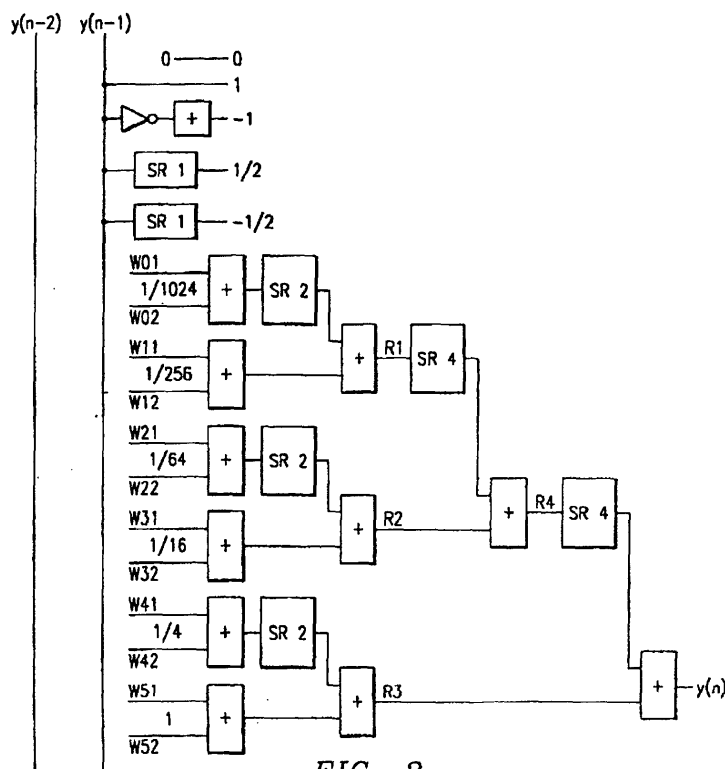 y(n-2) y(n-1)
0 0
1
+ -1
SR 1 1/2
SR 1 -1/2
W01
1/1024 + SR 2
W02
W11 + R1 SR 4
1/256 +
W12
W21
1/64 + SR 2
W22 + R4 SR 4
W31 + R2
1/16 +
W32
W41
1/4 + SR 2
W42
W51 + R3 + y(n)
1 +
W52